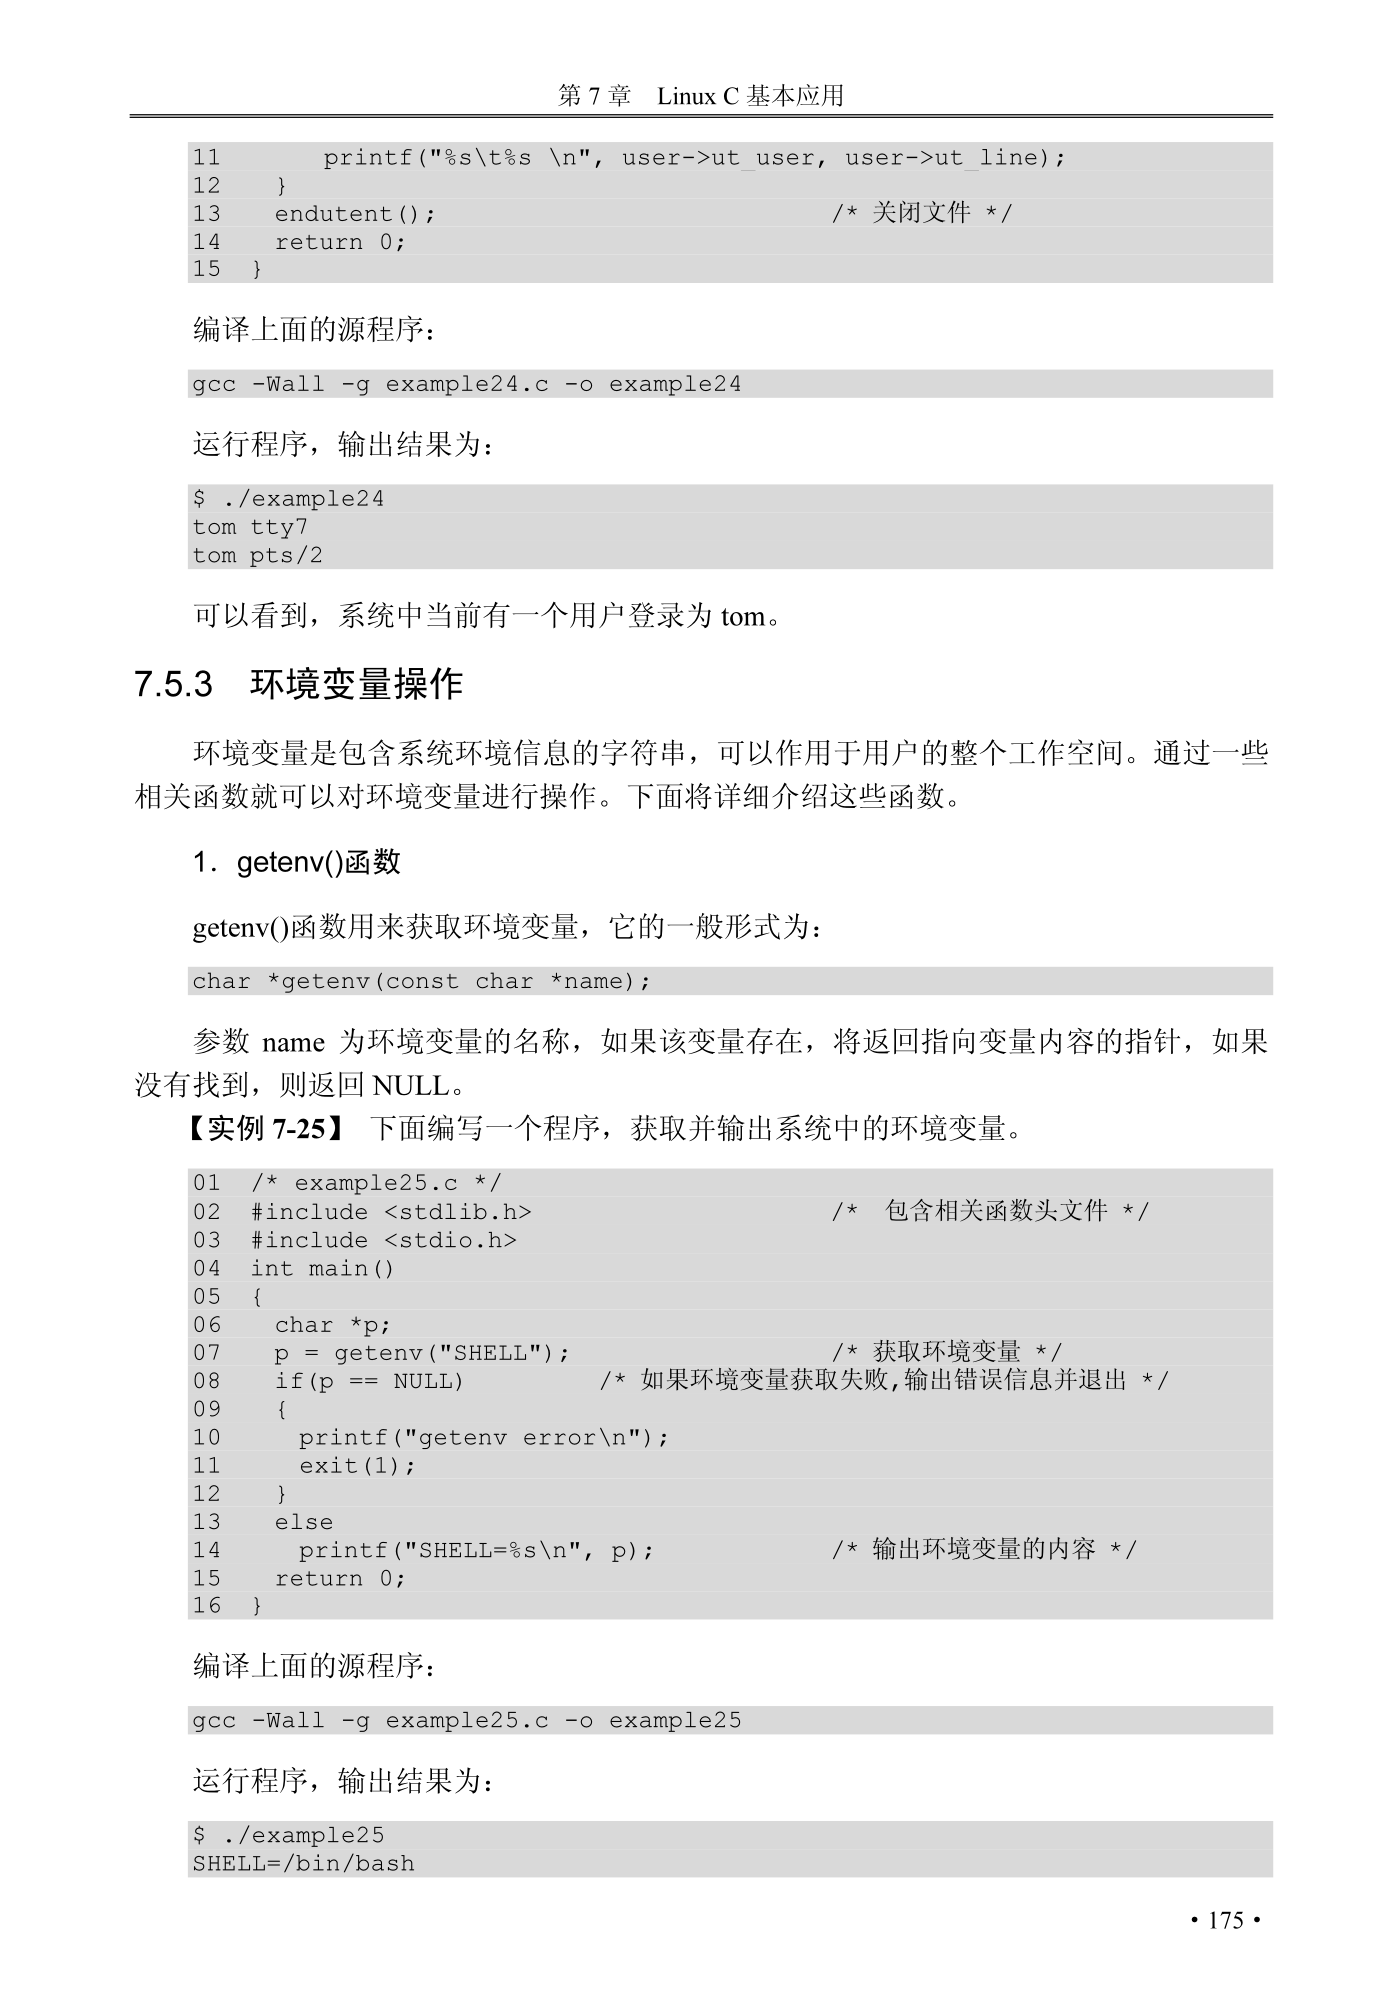 第 7 章　Linux C 基本应用
11       printf("%s\t%s \n", user->ut_user, user->ut_line);
12    }
13    endutent();                           /* 关闭文件 */
14    return 0;
15  }
编译上面的源程序：
gcc -Wall -g example24.c -o example24
运行程序，输出结果为：
$ ./example24
tom tty7
tom pts/2
可以看到，系统中当前有一个用户登录为 tom。
7.5.3　环境变量操作
环境变量是包含系统环境信息的字符串，可以作用于用户的整个工作空间。通过一些
相关函数就可以对环境变量进行操作。下面将详细介绍这些函数。
1．getenv()函数
getenv()函数用来获取环境变量，它的一般形式为：
char *getenv(const char *name);
参数 name 为环境变量的名称，如果该变量存在，将返回指向变量内容的指针，如果
没有找到，则返回 NULL。
【实例 7-25】 下面编写一个程序，获取并输出系统中的环境变量。
01  /* example25.c */
02  #include <stdlib.h>                     /*  包含相关函数头文件 */
03  #include <stdio.h>
04  int main()
05  {
06    char *p;
07    p = getenv("SHELL");                  /* 获取环境变量 */
08    if(p == NULL)         /* 如果环境变量获取失败,输出错误信息并退出 */
09    {
10      printf("getenv error\n");
11      exit(1);
12    }
13    else
14      printf("SHELL=%s\n", p);            /* 输出环境变量的内容 */
15    return 0;
16  }
编译上面的源程序：
gcc -Wall -g example25.c -o example25
运行程序，输出结果为：
$ ./example25
SHELL=/bin/bash
• 175 •